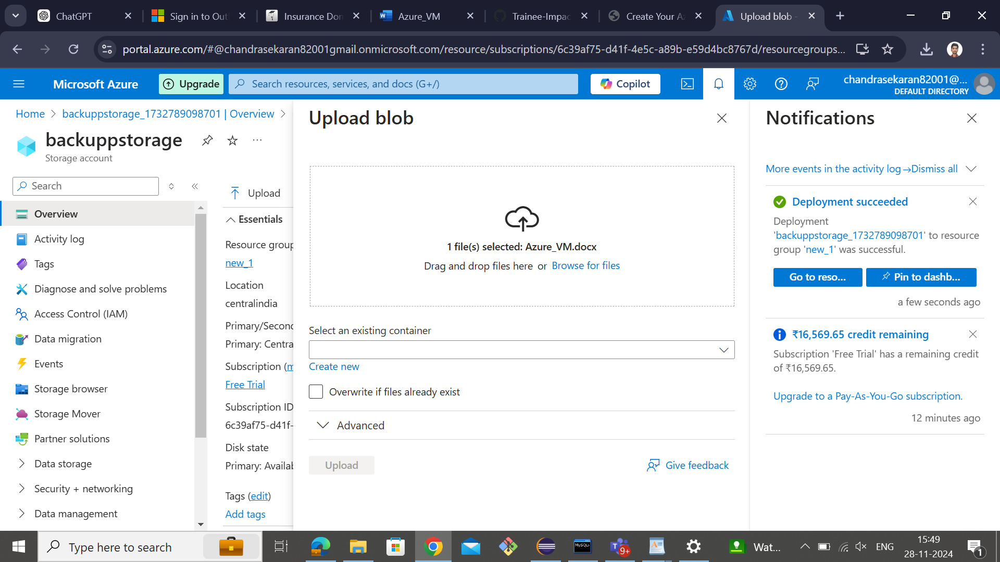 ChatGPT
Sign in to Out
Insurance Don
Azure_VM
Trainee-Impac
Create Your A
Upload blob -
portal.azure.com/#@chandrasekaran82001gmail.onmicrosoft.com/resource/subscriptions/6c39af75-d41f-4e5c-a89b-e59d4bc8767d/resourcegroups...
Microsoft Azure
Upgrade
Search resources, services, and docs (G+/)
Copilot
chandrasekaran82001@...
DEFAULT DIRECTORY
Home
backuppstorage_1732789098701 | Overview
backuppstorage
Storage account
Search
Overview
Activity log
Tags
Diagnose and solve problems
Access Control (IAM)
Data migration
Events
Storage browser
Storage Mover
Partner solutions
Data storage
Security + networking
Data management
Upload
Essentials
Resource group
new_1
Location
centralindia
Primary/Second
Primary: Centra
Subscription (m
Free Trial
Subscription ID
6c39af75-d41f-
Disk state
Primary: Availab
Tags (edit)
Add tags
Upload blob
1 file(s) selected: Azure_VM.docx
Drag and drop files here or Browse for files
Select an existing container
Create new
Overwrite if files already exist
Advanced
Upload
Give feedback
Notifications
More events in the activity log →
Dismiss all
Deployment succeeded
Deployment
'backuppstorage_1732789098701' to resource
group 'new_1' was successful.
Go to reso...
Pin to dashb...
a few seconds ago
₹16,569.65 credit remaining
Subscription 'Free Trial' has a remaining credit
of ₹16,569.65.
Upgrade to a Pay-As-You-Go subscription.
12 minutes ago
Type here to search
MySQL
9+
Wat...
ENG
15:49
28-11-2024
1